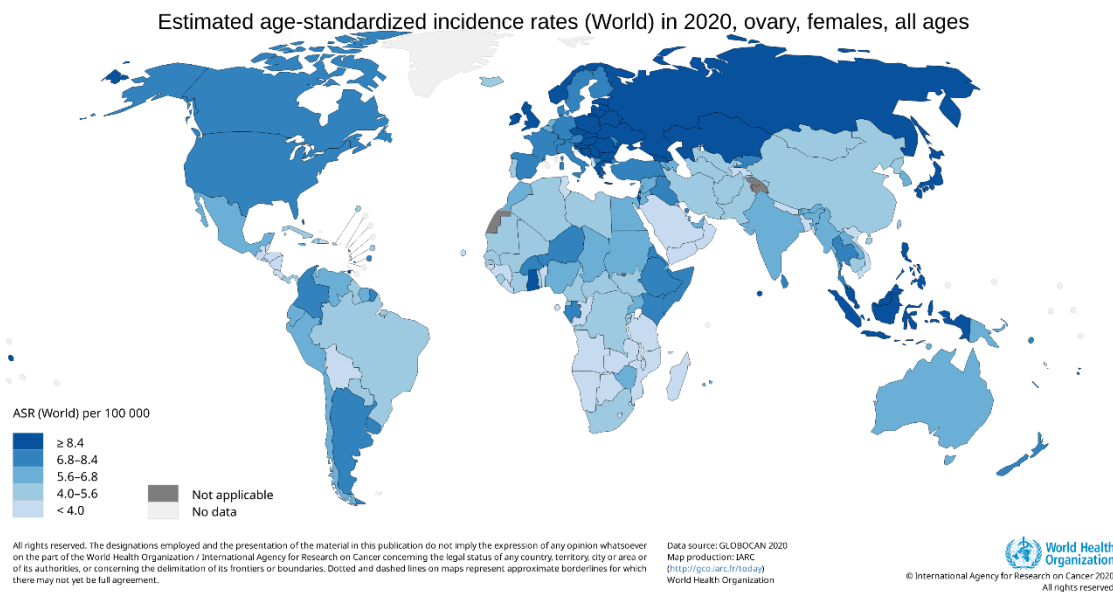 Estimated age-standardized incidence rates (World) in 2020, ovary, females, all ages
ASR (World) per 100 000
≥ 8.4
6.8–8.4
5.6–6.8
4.0–5.6
< 4.0
Not applicable
No data
All rights reserved. The designations employed and the presentation of the material in this publication do not imply the expression of any opinion whatsoever
on the part of the World Health Organization / International Agency for Research on Cancer concerning the legal status of any country, territory, city or area or
of its authorities, or concerning the delimitation of its frontiers or boundaries. Dotted and dashed lines on maps represent approximate borderlines for which
there may not yet be full agreement.
Data source: GLOBOCAN 2020
Map production: IARC
(http://gco.iarc.fr/today)
World Health Organization
World Health
Organization
© International Agency for Research on Cancer 2020
All rights reserved